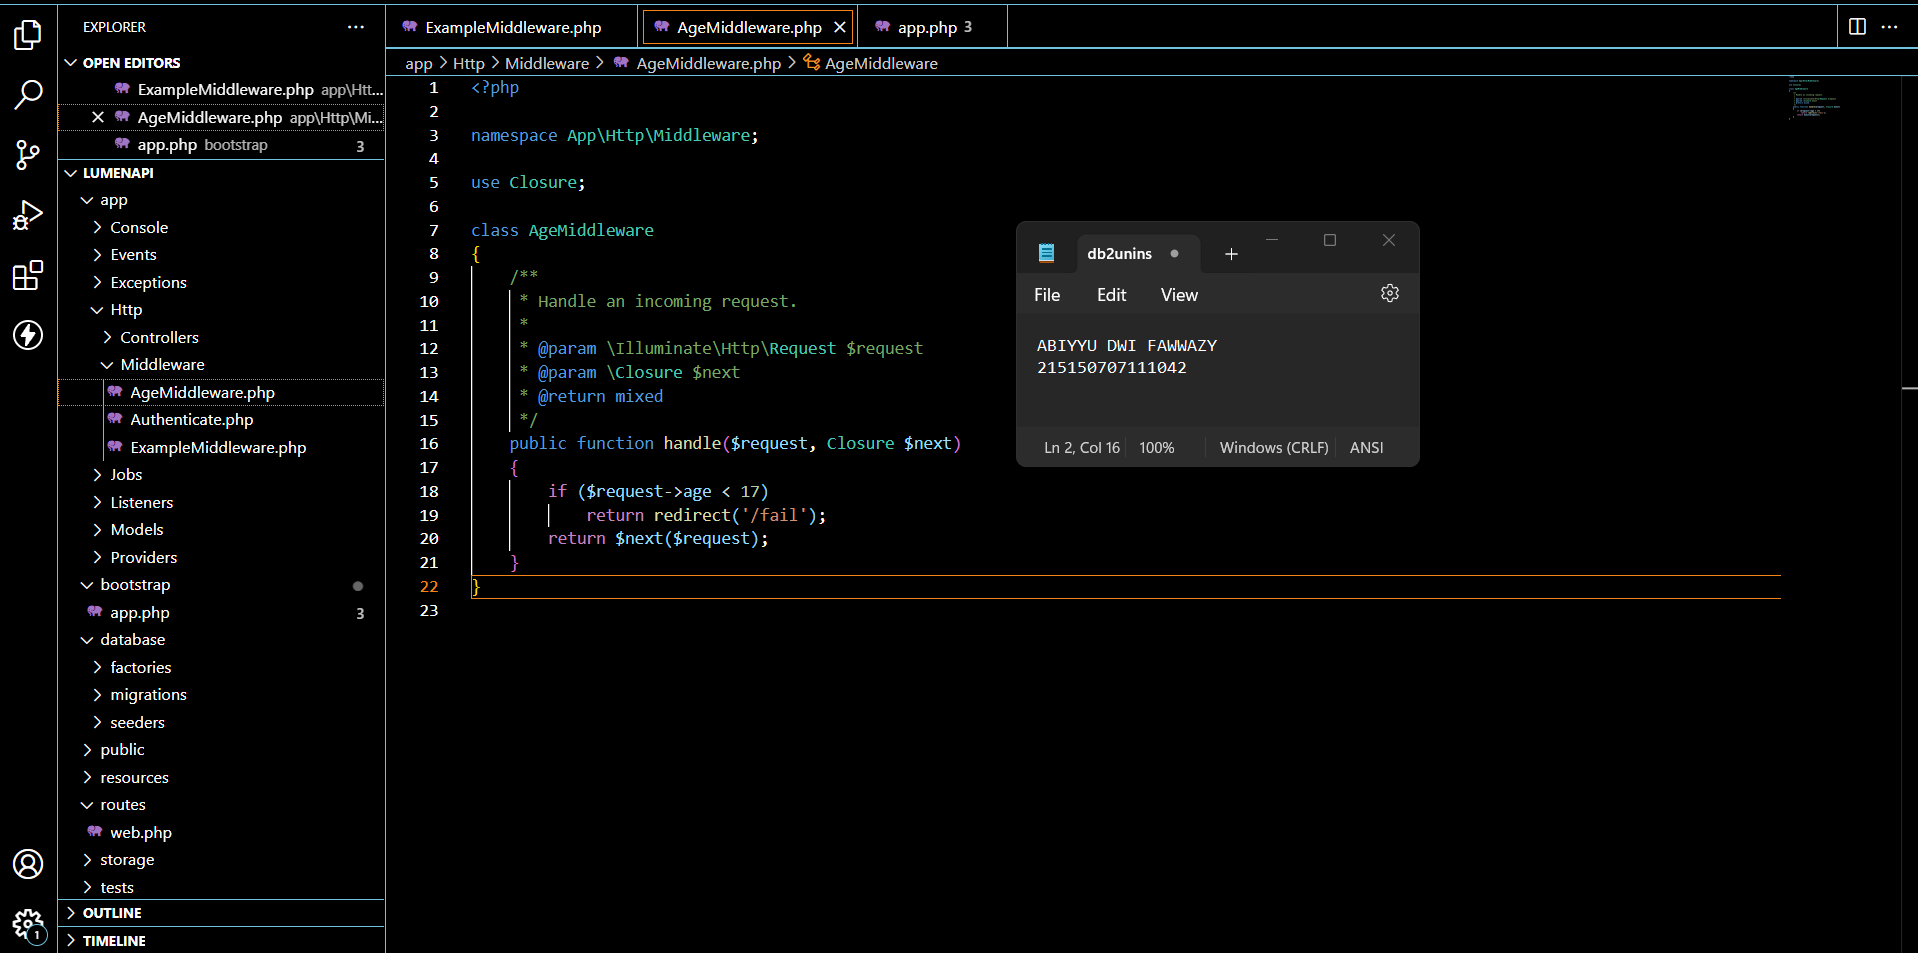 EXPLORER
OPEN EDITORS
ExampleMiddleware.php app\Htt...
AgeMiddleware.php app\Http\Mi...
app.php bootstrap 3
LUMENAPI
app
Console
Events
Exceptions
Http
Controllers
Middleware
AgeMiddleware.php
Authenticate.php
ExampleMiddleware.php
Jobs
Listeners
Models
Providers
bootstrap
app.php 3
database
factories
migrations
seeders
public
resources
routes
web.php
storage
tests
OUTLINE
TIMELINE
1
ExampleMiddleware.php AgeMiddleware.php app.php 3
app > Http > Middleware > AgeMiddleware.php > AgeMiddleware
1 <?php
2
3 namespace App\Http\Middleware;
4
5 use Closure;
6
7 class AgeMiddleware
8 {
9 /**
10 * Handle an incoming request.
11 *
12 * @param \Illuminate\Http\Request $request
13 * @param \Closure $next
14 * @return mixed
15 */
16 public function handle($request, Closure $next)
17 {
18 if ($request->age < 17)
19 return redirect('/fail');
20 return $next($request);
21 }
22 }
23
db2unins
File Edit View
ABIYYU DWI FAWWAZY
215150707111042
Ln 2, Col 16 100% Windows (CRLF) ANSI